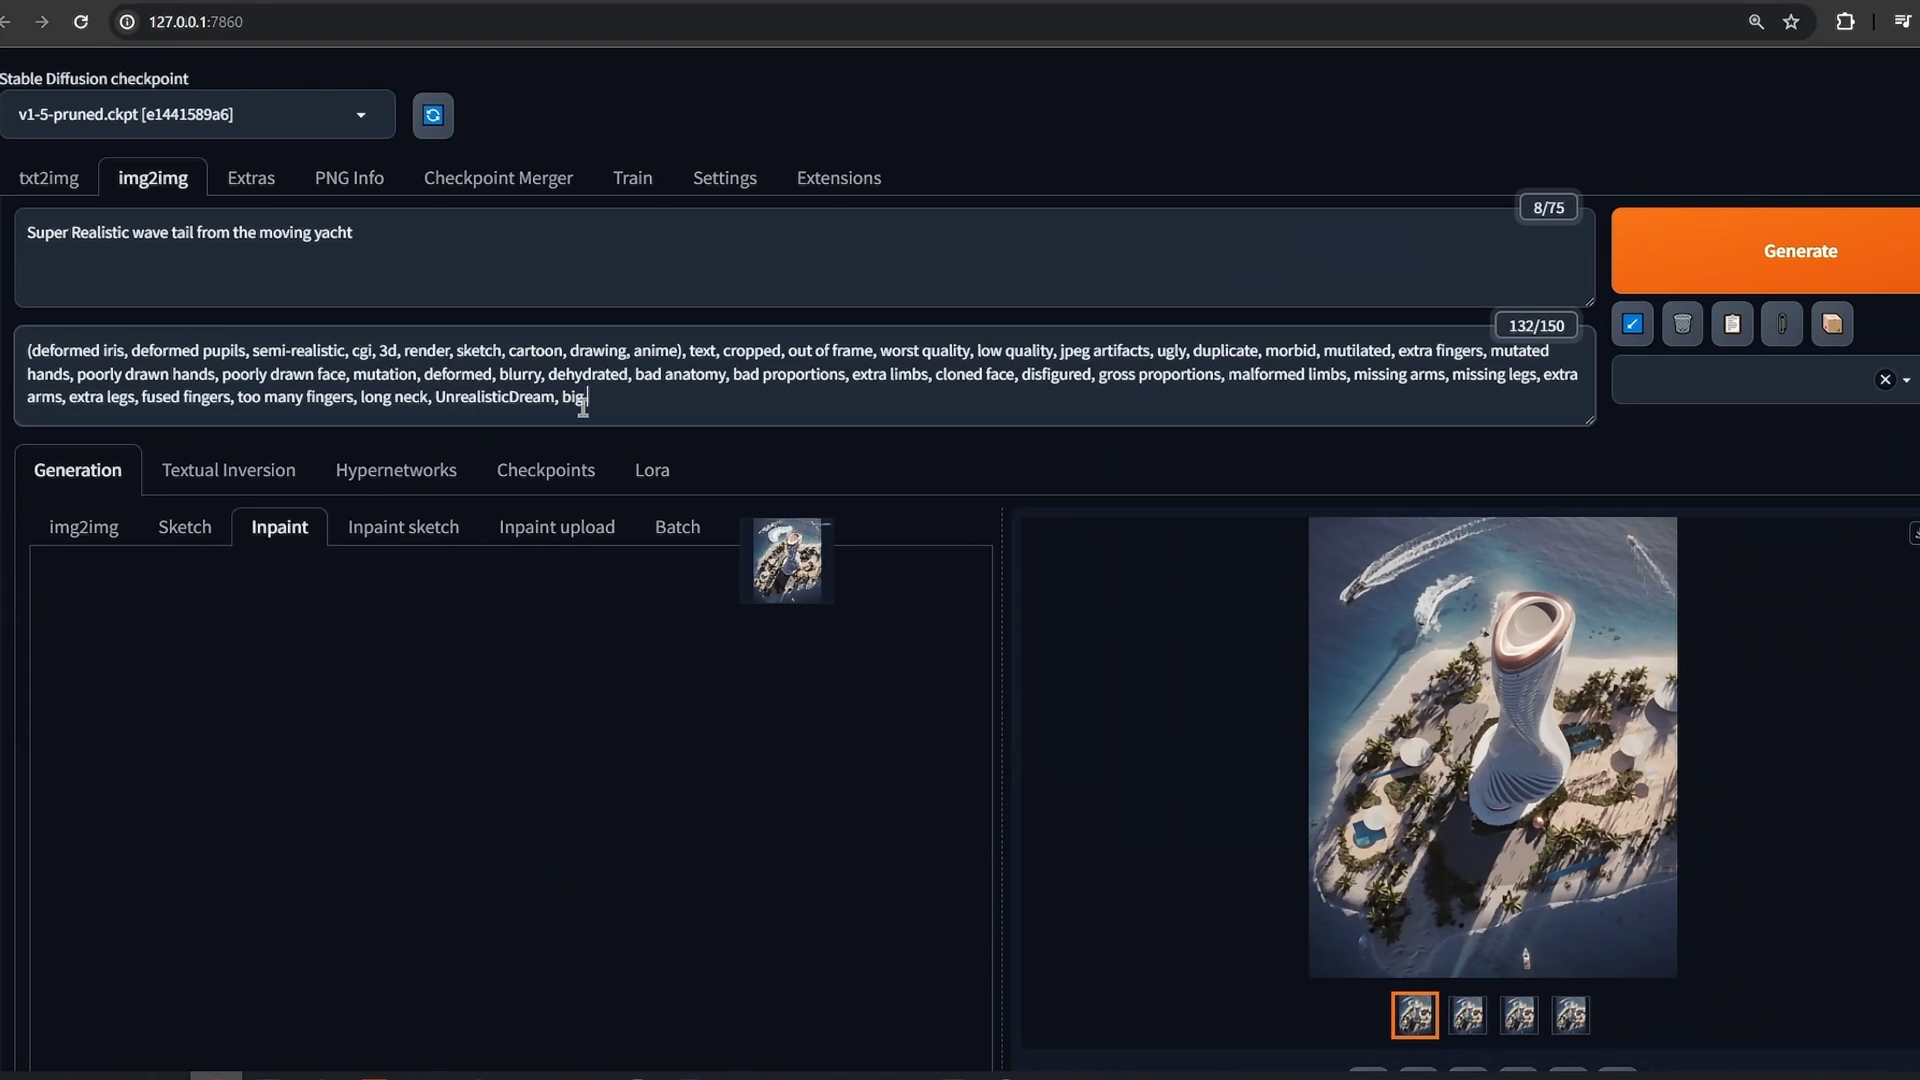 127.0.0.1:7860
Stable Diffusion checkpoint
v1-5-pruned.ckpt [e1441589a6]
txt2img
img2img
Extras
PNG Info
Checkpoint Merger
Train
Settings
Extensions
8/75
Super Realistic wave tail from the moving yacht
Generate
132/150
(deformed iris, deformed pupils, semi-realistic, cgi, 3d, render, sketch, cartoon, drawing, anime), text, cropped, out of frame, worst quality, low quality, jpeg artifacts, ugly, duplicate, morbid, mutilated, extra fingers, mutated
hands, poorly drawn hands, poorly drawn face, mutation, deformed, blurry, dehydrated, bad anatomy, bad proportions, extra limbs, cloned face, disfigured, gross proportions, malformed limbs, missing arms, missing legs, extra
arms, extra legs, fused fingers, too many fingers, long neck, UnrealisticDream, big
Generation
Textual Inversion
Hypernetworks
Checkpoints
Lora
img2img
Sketch
Inpaint
Inpaint sketch
Inpaint upload
Batch